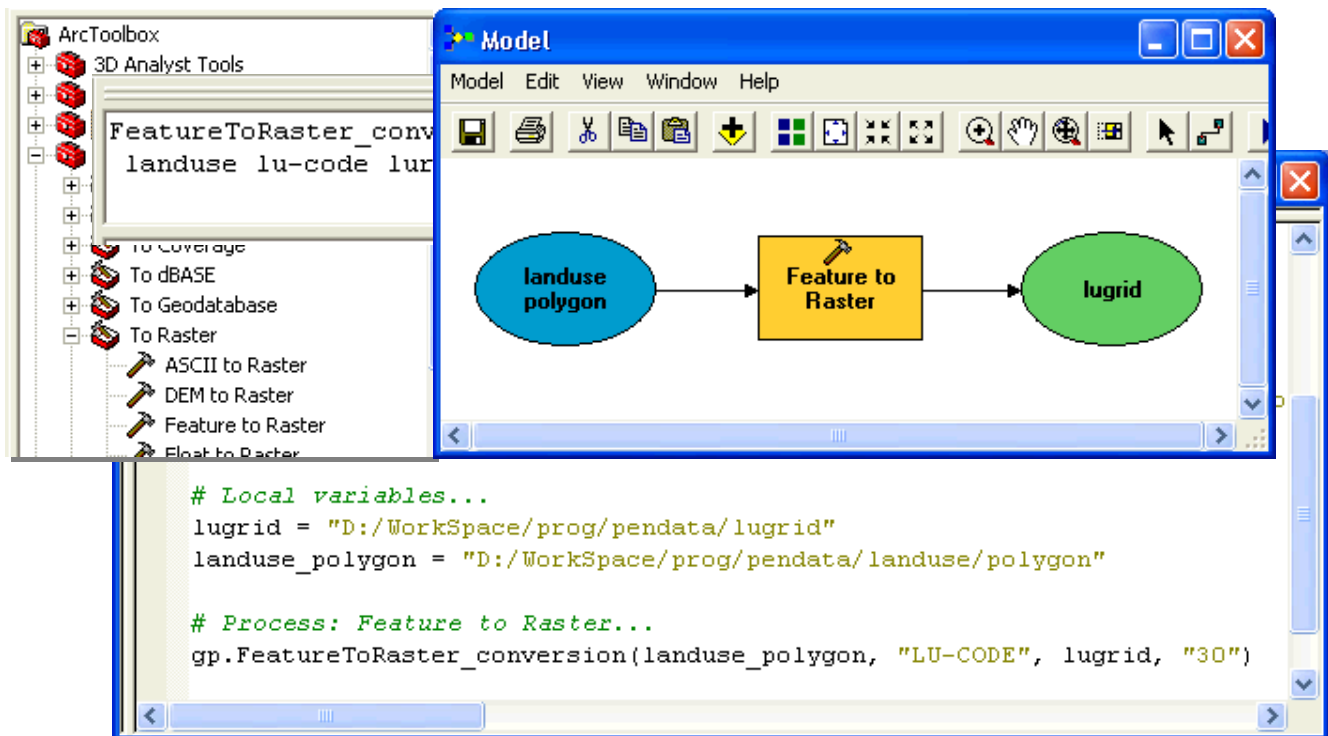 ArcToolbox
3D Analyst Tools
FeatureToRaster_conv
landuse lu-code lur
To Coverage
To dBASE
To Geodatabase
To Raster
ASCII to Raster
DEM to Raster
Feature to Raster
Float to Raster
Model
Model Edit View Window Help
landuse
polygon
Feature to
Raster
lugrid
# Local variables...
lugrid = "D:/WorkSpace/prog/pendata/lugrid"
landuse_polygon = "D:/WorkSpace/prog/pendata/landuse/polygon"
# Process: Feature to Raster...
gp.FeatureToRaster_conversion(landuse_polygon, "LU-CODE", lugrid, "30")